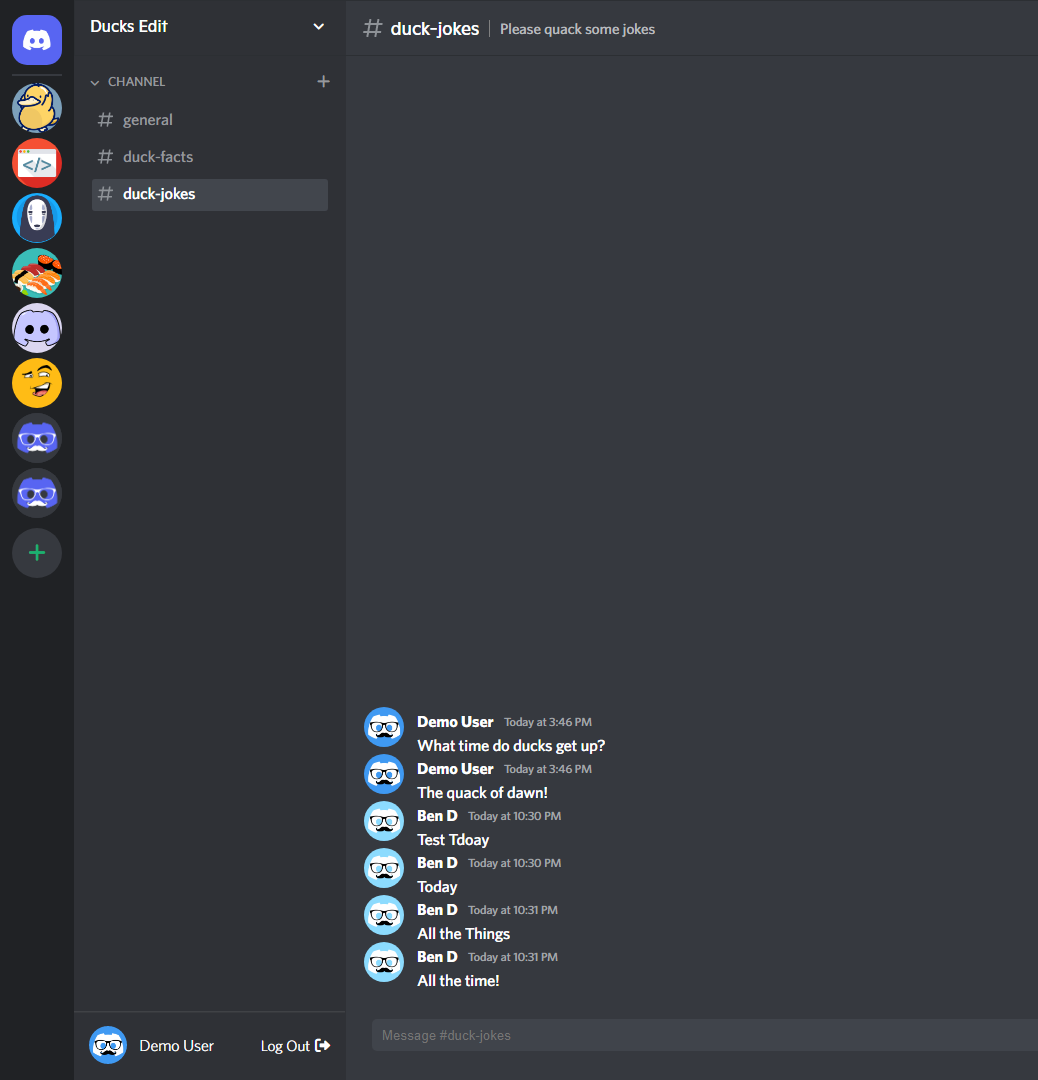 Ducks Edit
CHANNEL
# general
# duck-facts
# duck-jokes
# duck-jokes | Please quack some jokes
</>
Demo User Today at 3:46 PM
What time do ducks get up?
Demo User Today at 3:46 PM
The quack of dawn!
Ben D Today at 10:30 PM
Test Tdoay
Ben D Today at 10:30 PM
Today
Ben D Today at 10:31 PM
All the Things
Ben D Today at 10:31 PM
All the time!
Message #duck-jokes
Demo User Log Out